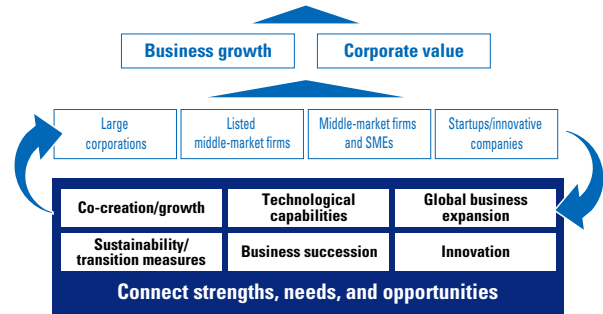 Business growth
Corporate value
Large
corporations
Listed
middle-market firms
Middle-market firms
and SMEs
Startups/innovative
companies
Co-creation/growth
Technological
capabilities
Global business
expansion
Sustainability/
transition measures
Business succession
Innovation
Connect strengths, needs, and opportunities